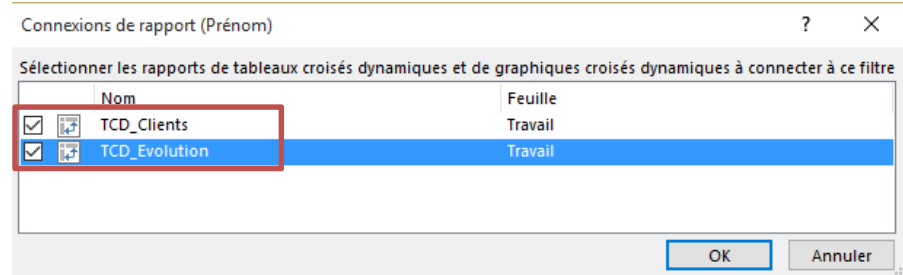 Connexions de rapport (Prénom) ?
Sélectionner les rapports de tableaux croisés dynamiques et de graphiques croisés dynamiques à connecter à ce filtre
Nom Feuille
TCD_Clients Travail
TCD_Evolution Travail
OK Annuler